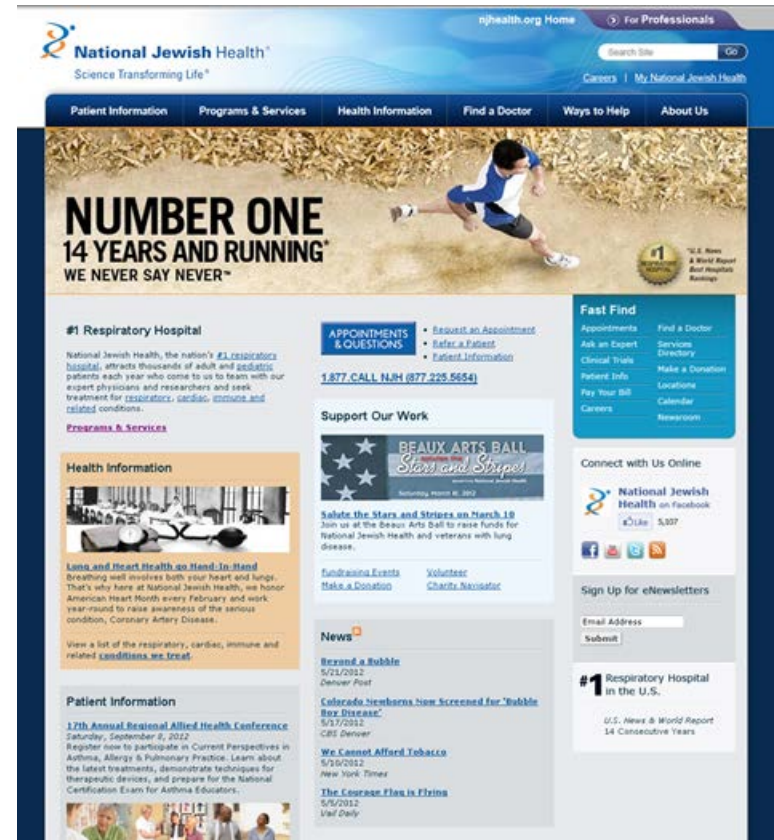 njhealth.org Home
For Professionals
National Jewish Health®
Science Transforming Life®
Search Site
Go
Careers | My National Jewish Health
Patient Information
Programs & Services
Health Information
Find a Doctor
Ways to Help
About Us
NUMBER ONE
14 YEARS AND RUNNING*
WE NEVER SAY NEVER™
#1
RESPIRATORY
HOSPITAL
*U.S. News
& World Report
Best Hospitals
Rankings
#1 Respiratory Hospital
National Jewish Health, the nation's #1 respiratory
hospital, attracts thousands of adult and pediatric
patients each year who come to us to team with our
expert physicians and researchers and seek
treatment for respiratory, cardiac, immune and
related conditions.
Programs & Services
Health Information
Lung and Heart Health go Hand-In-Hand
Breathing well involves both your heart and lungs.
That's why here at National Jewish Health, we honor
American Heart Month every February and work
year-round to raise awareness of the serious
condition, Coronary Artery Disease.
View a list of the respiratory, cardiac, immune and
related conditions we treat.
Patient Information
17th Annual Regional Allied Health Conference
Saturday, September 8, 2012
Register now to participate in Current Perspectives in
Asthma, Allergy & Pulmonary Practice. Learn about
the latest treatments, demonstrate techniques for
therapeutic devices, and prepare for the National
Certification Exam for Asthma Educators.
APPOINTMENTS
& QUESTIONS
• Request an Appointment
• Refer a Patient
• Patient Information
1.877.CALL NJH (877.225.5654)
Support Our Work
BEAUX ARTS BALL
Stars and Stripes
Saturday, March 10, 2012
Salute the Stars and Stripes on March 10
Join us at the Beaux Arts Ball to raise funds for
National Jewish Health and veterans with lung
disease.
Fundraising Events
Volunteer
Make a Donation
Charity Navigator
News
Beyond a Bubble
5/21/2012
Denver Post
Colorado Newborns Now Screened for 'Bubble
Boy Disease'
5/17/2012
CBS Denver
We Cannot Afford Tobacco
5/10/2012
New York Times
The Courage Flag is Flying
5/5/2012
Vail Daily
Fast Find
Appointments
Ask an Expert
Clinical Trials
Patient Info
Pay Your Bill
Careers
Find a Doctor
Services
Directory
Make a Donation
Locations
Calendar
Newsroom
Connect with Us Online
National Jewish
Health on Facebook
Like 5,107
Sign Up for eNewsletters
Email Address
Submit
#1 Respiratory Hospital
in the U.S.
U.S. News & World Report
14 Consecutive Years